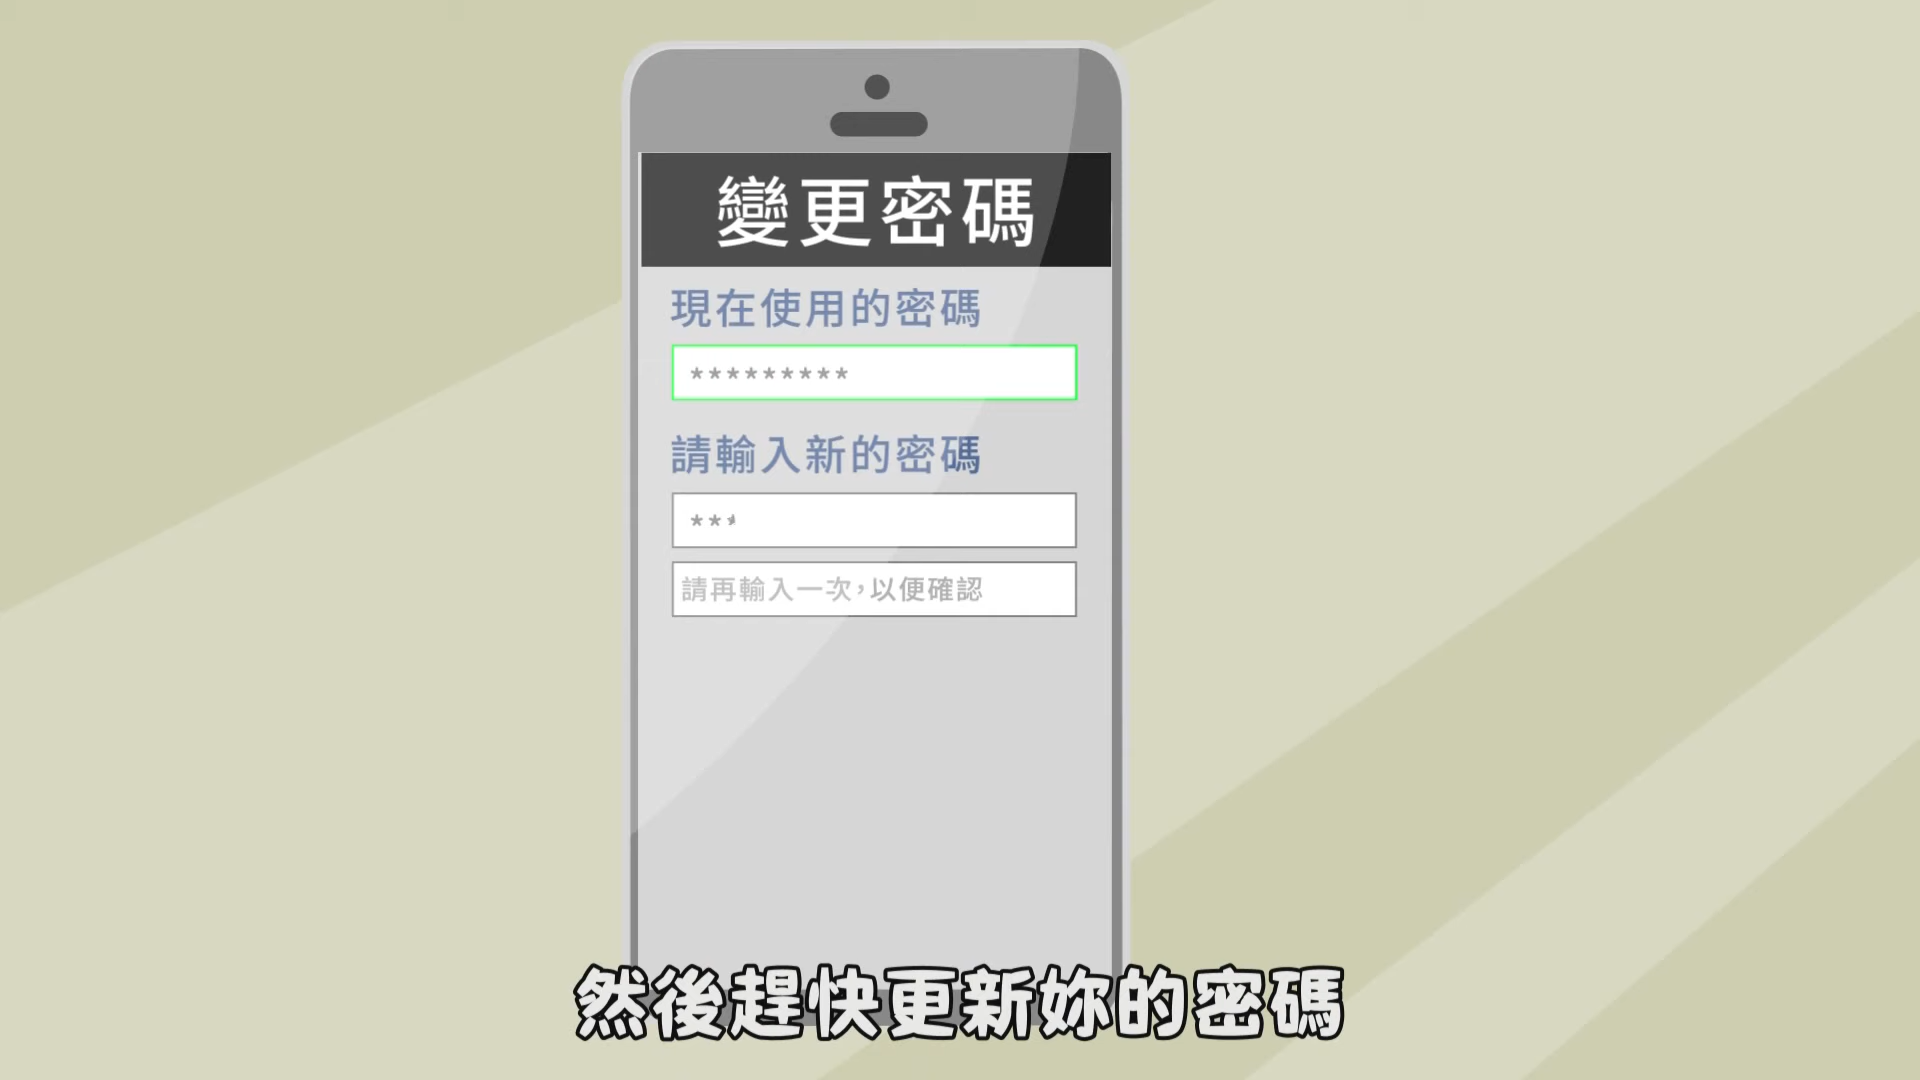 變更密碼
現在使用的密碼
*********
請輸入新的密碼
***
請再輸入一次，以便確認
然後趕快更新妳的密碼